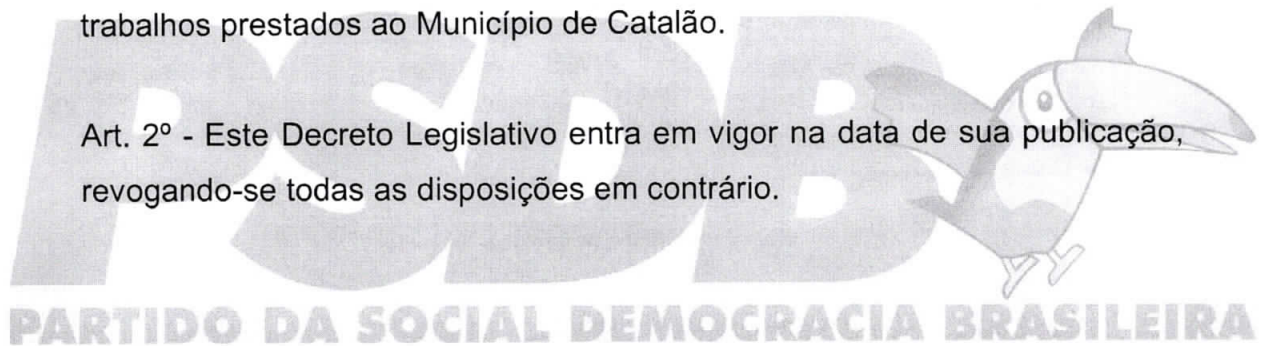 trabalhos prestados ao Município de Catalão.
Art. 2º - Este Decreto Legislativo entra em vigor na data de sua publicação,
revogando-se todas as disposições em contrário.
PSDB
PARTIDO DA SOCIAL DEMOCRACIA BRASILEIRA